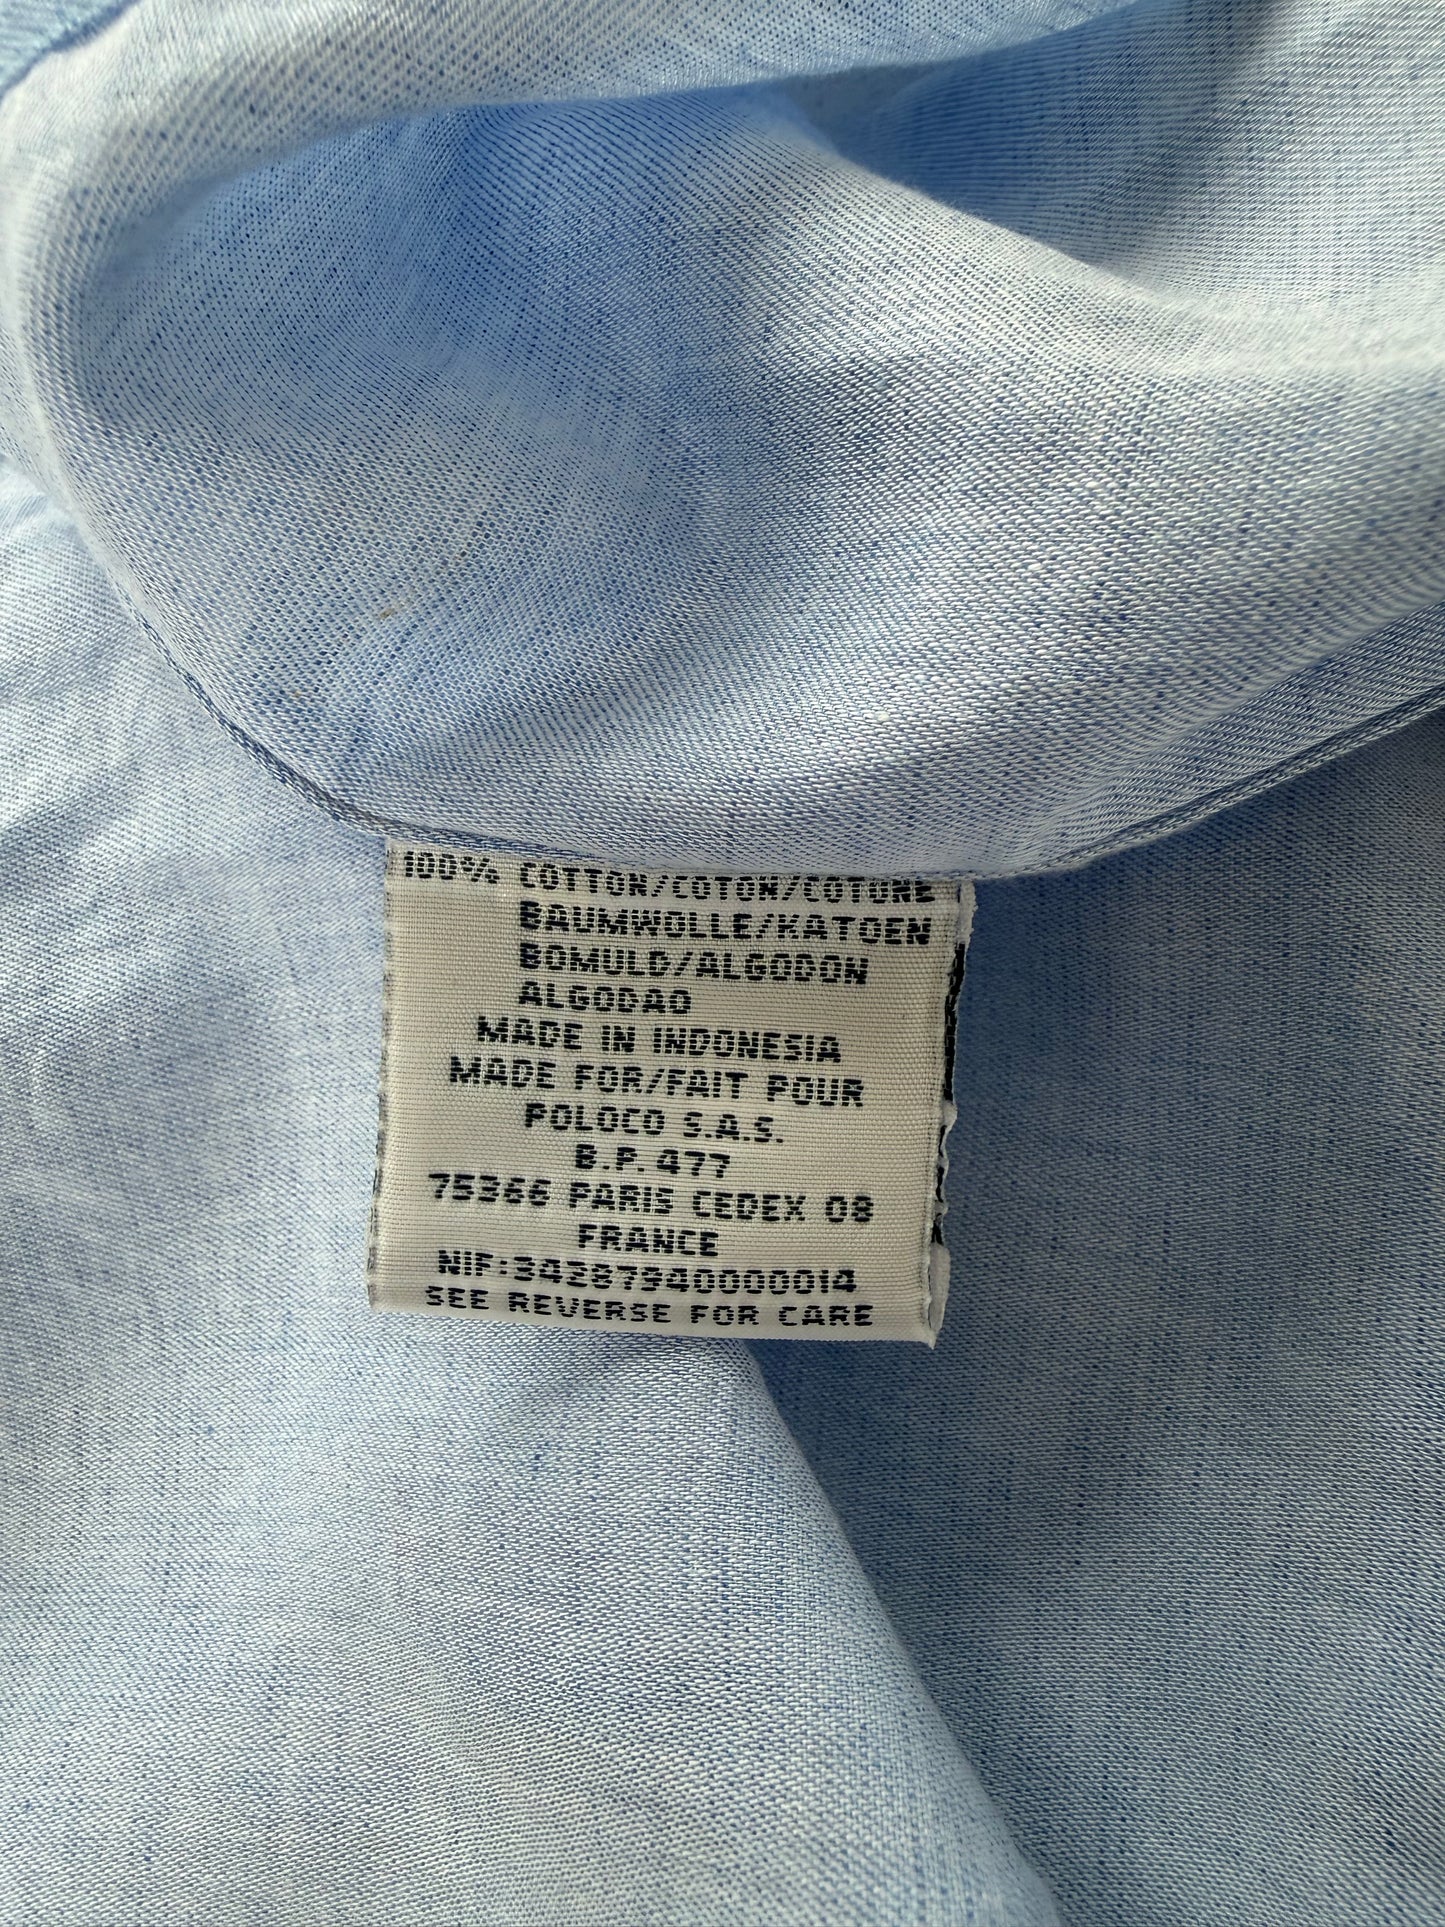 100% COTTON/COTON/COTONE
BAUMWOLLE/KATOEN
BOMULD/ALGODON
ALGODAO
MADE IN INDONESIA
MADE FOR/FAIT POUR
POLOCO S.A.S.
B.P. 477
75366 PARIS CEDEX 08
FRANCE
NIF:34287940000014
SEE REVERSE FOR CARE